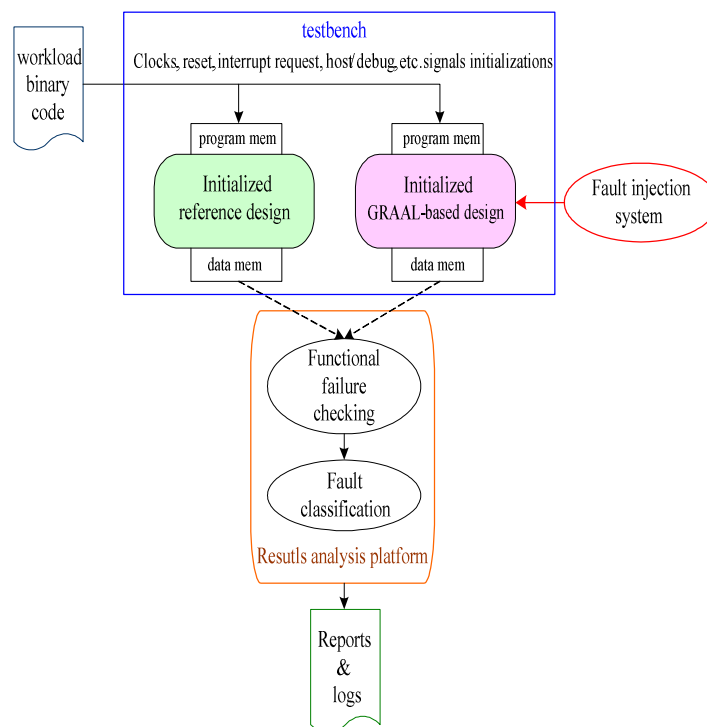 testbench
workload
binary
code
Clocks, reset, interrupt request, host/debug, etc.signals initializations
program mem
program mem
Initialized
reference design
Initialized
GRAAL-based design
Fault injection
system
data mem
data mem
Functional
failure
checking
Fault
classification
Resutls analysis platform
Reports
&
logs